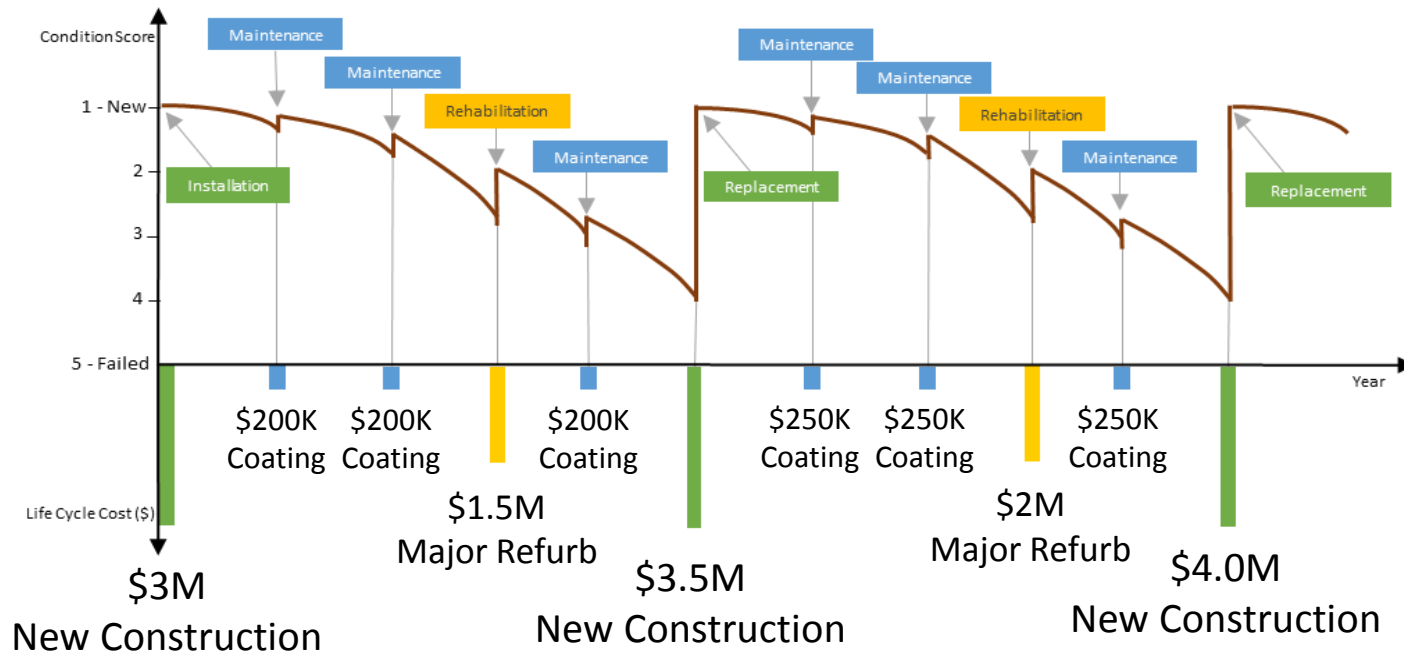 Condition Score
Maintenance
Maintenance
Maintenance
Maintenance
1 - New
Rehabilitation
Rehabilitation
Maintenance
Maintenance
2
Installation
Replacement
Replacement
3
4
5 - Failed
Year
$200K
Coating
$200K
Coating
$200K
Coating
$250K
Coating
$250K
Coating
$250K
Coating
Life Cycle Cost ($)
$1.5M
Major Refurb
$2M
Major Refurb
$3M
New Construction
$3.5M
New Construction
$4.0M
New Construction